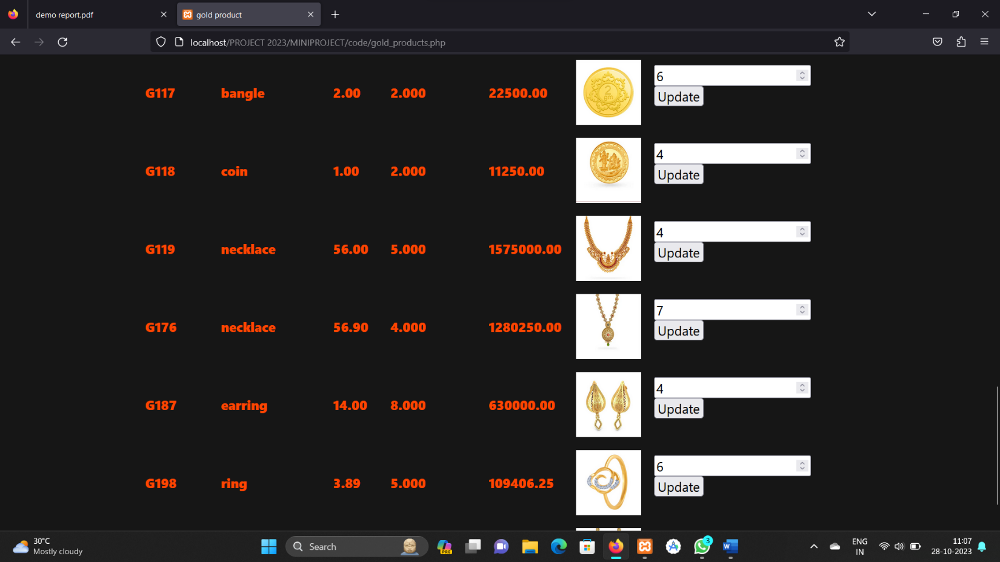 demo report.pdf
gold product
localhost/PROJECT 2023/MINIPROJECT/code/gold_products.php
G117 bangle 2.00 2.000 22500.00 2 gm 6
Update
G118 coin 1.00 2.000 11250.00 4
Update
G119 necklace 56.00 5.000 1575000.00 4
Update
G176 necklace 56.90 4.000 1280250.00 7
Update
G187 earring 14.00 8.000 630000.00 4
Update
G198 ring 3.89 5.000 109406.25 6
Update
30°C
Mostly cloudy
Search
PRE
3
ENG
IN
11:07
28-10-2023